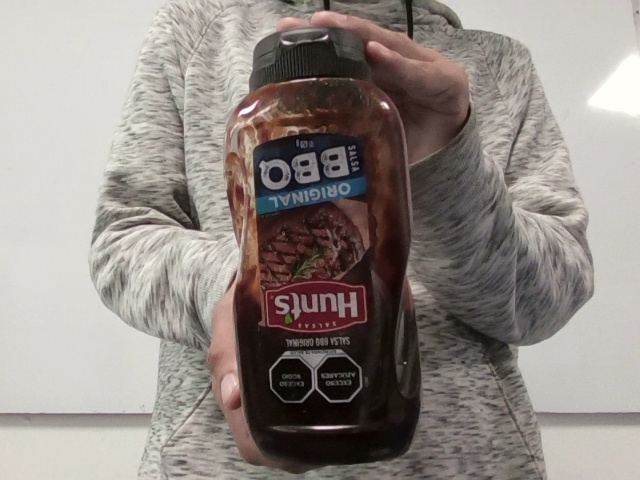 EXCESO AZÚCARES
EXCESO SODIO
SALSA BBQ ORIGINAL
SALSAS
Hunt's
ORIGINAL
SALSA
BBQ